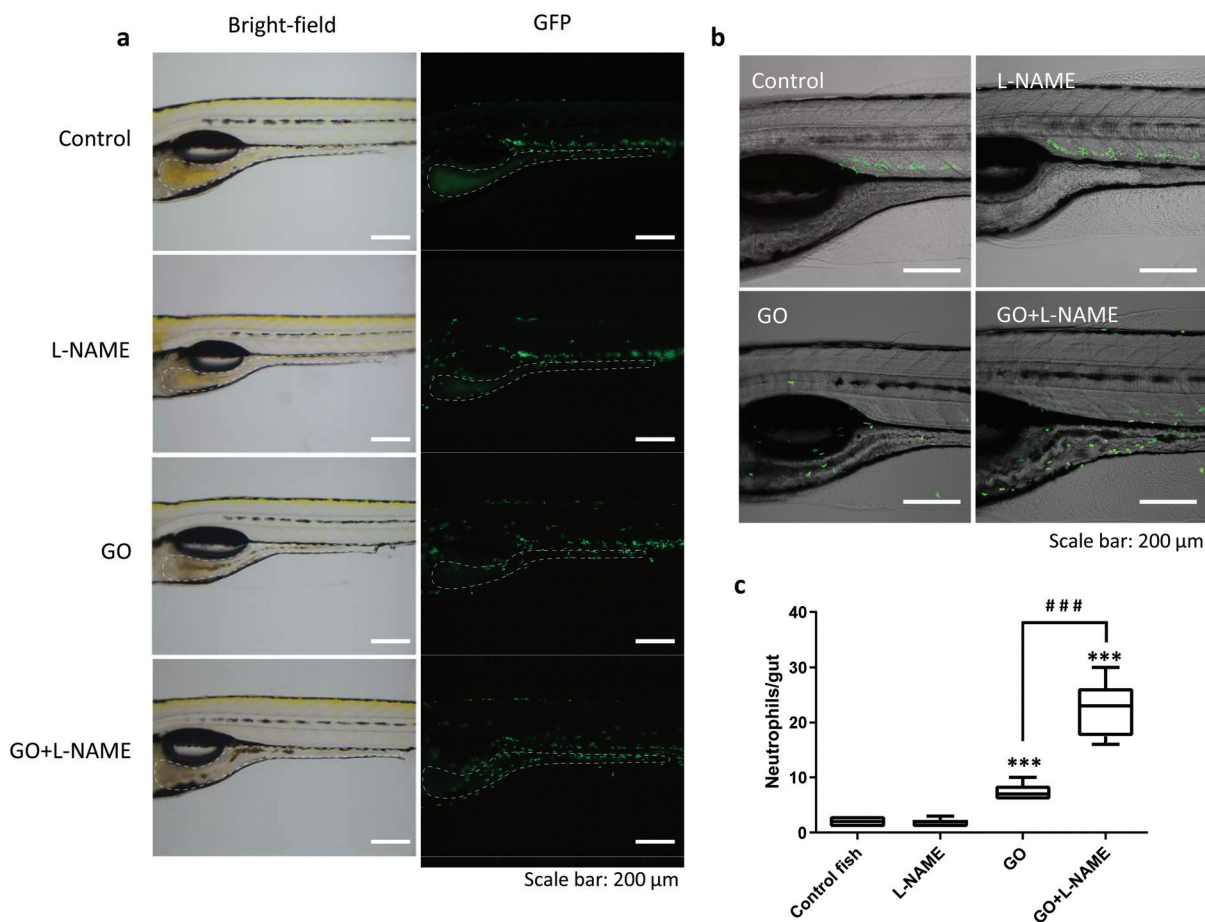 a
Bright-field
GFP
Control
L-NAME
GO
GO+L-NAME
Scale bar: 200 µm
b
Control
L-NAME
GO
GO+L-NAME
Scale bar: 200 µm
c
Neutrophils/gut
40
30
20
10
0
###
***
***
Control fish
L-NAME
GO
GO+L-NAME